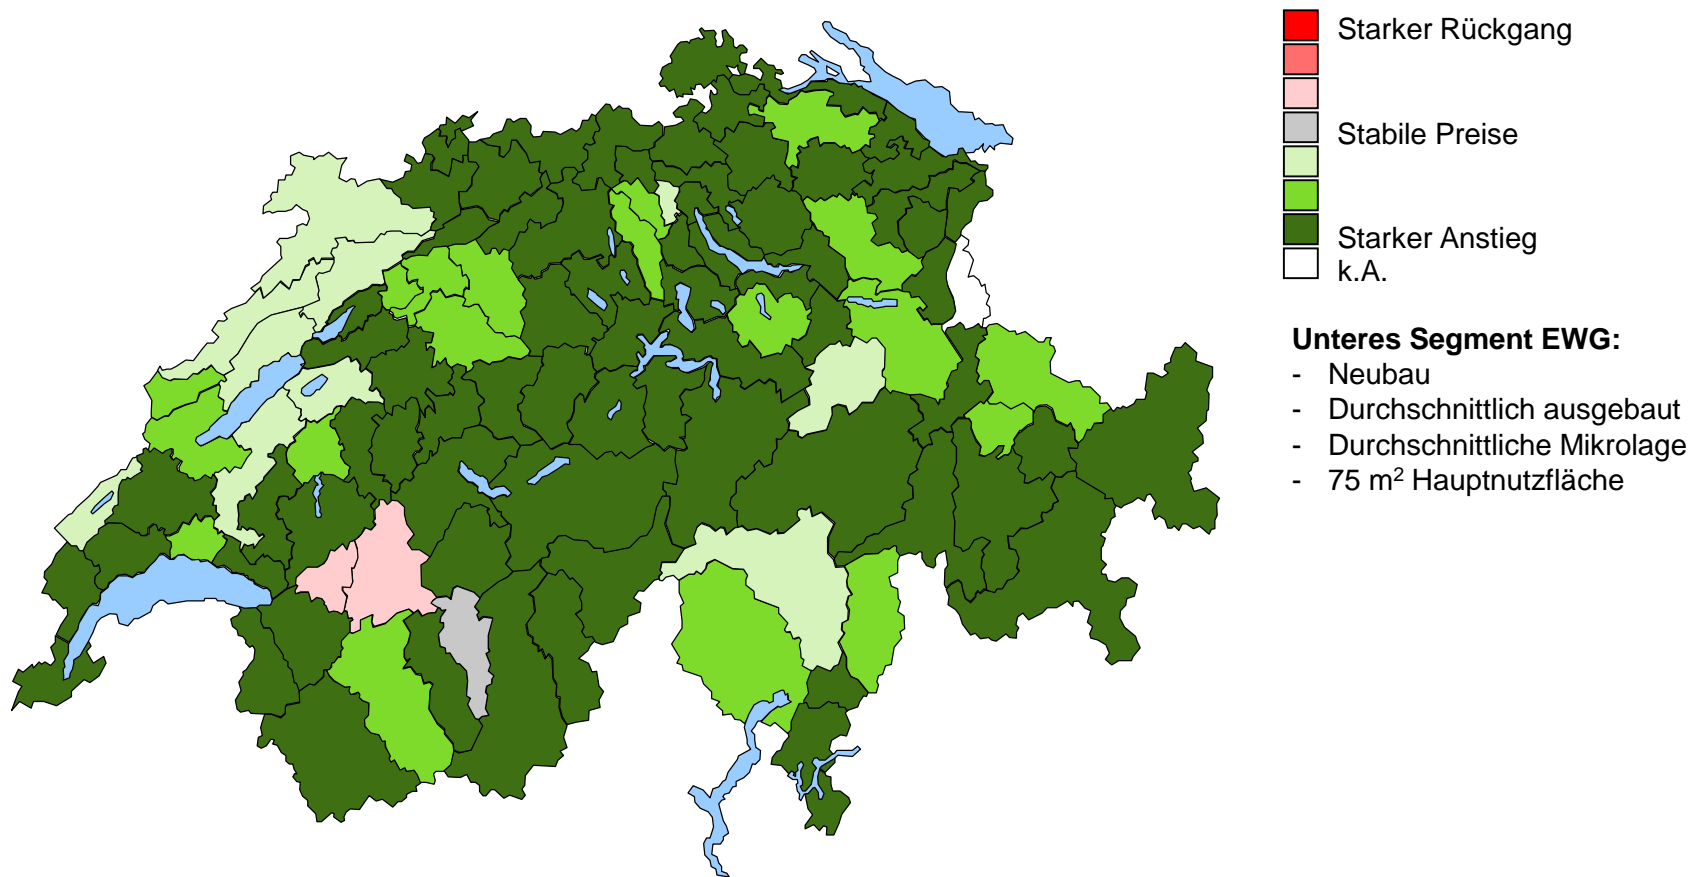 Starker Rückgang
Stabile Preise
Starker Anstieg
k.A.
Unteres Segment EWG:
- Neubau
- Durchschnittlich ausgebaut
- Durchschnittliche Mikrolage
- 75 m² Hauptnutzfläche